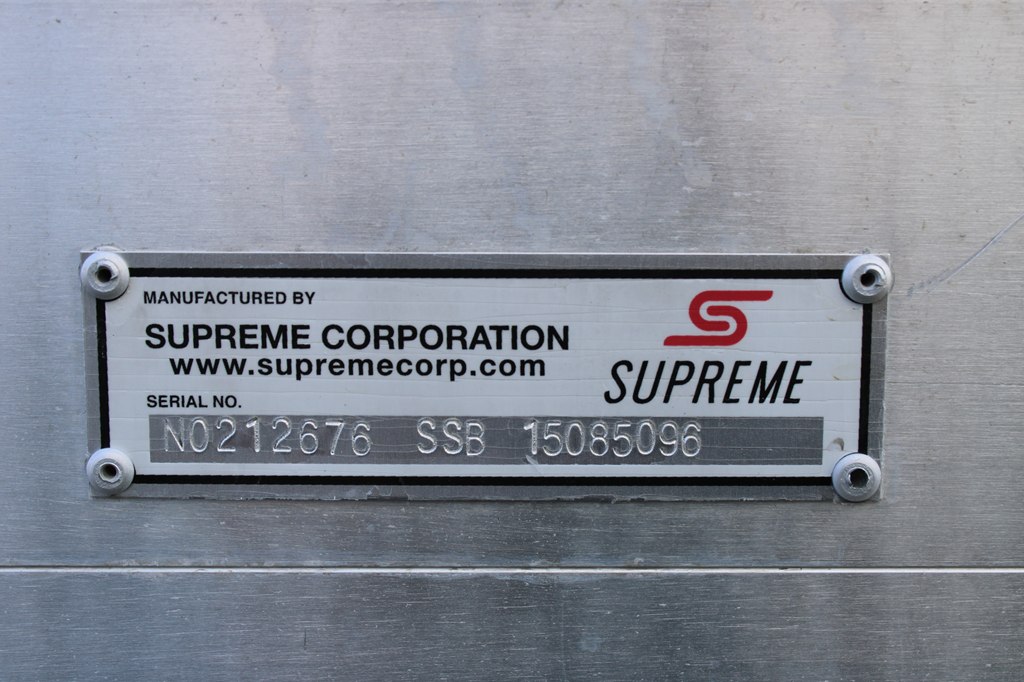 MANUFACTURED BY
SUPREME CORPORATION
www.supremecorp.com
SUPREME
SERIAL NO.
N0212676 SSB 15085096